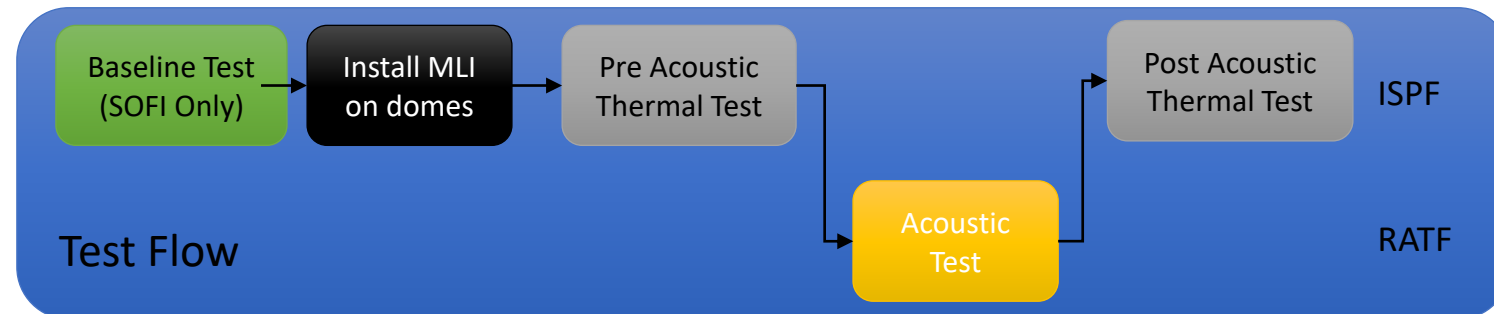 Baseline Test
(SOFI Only)
Install MLI
on domes
Pre Acoustic
Thermal Test
Post Acoustic
Thermal Test
ISPF
Acoustic
Test
RATF
Test Flow